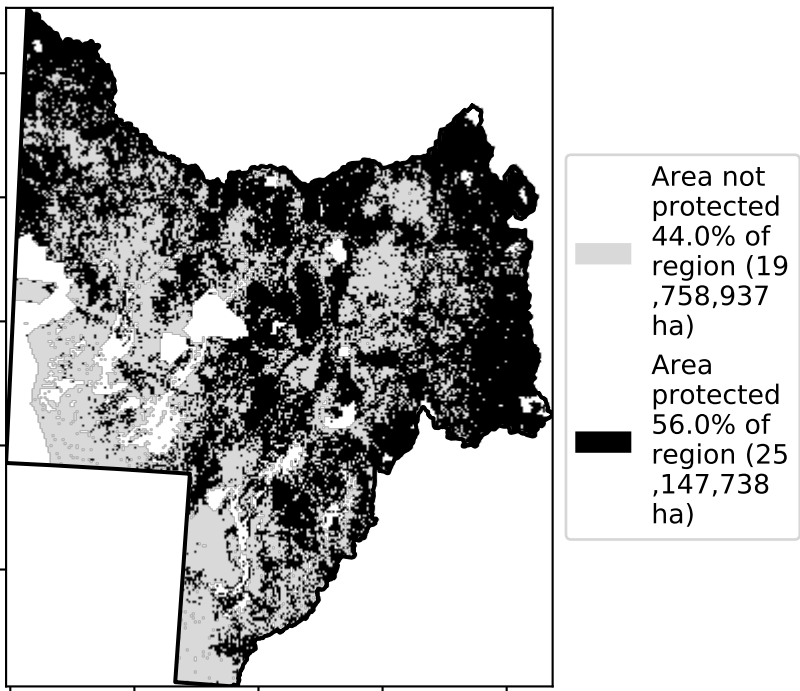 Area not
protected
44.0% of
region (19
,758,937
ha)
Area
protected
56.0% of
region (25
,147,738
ha)